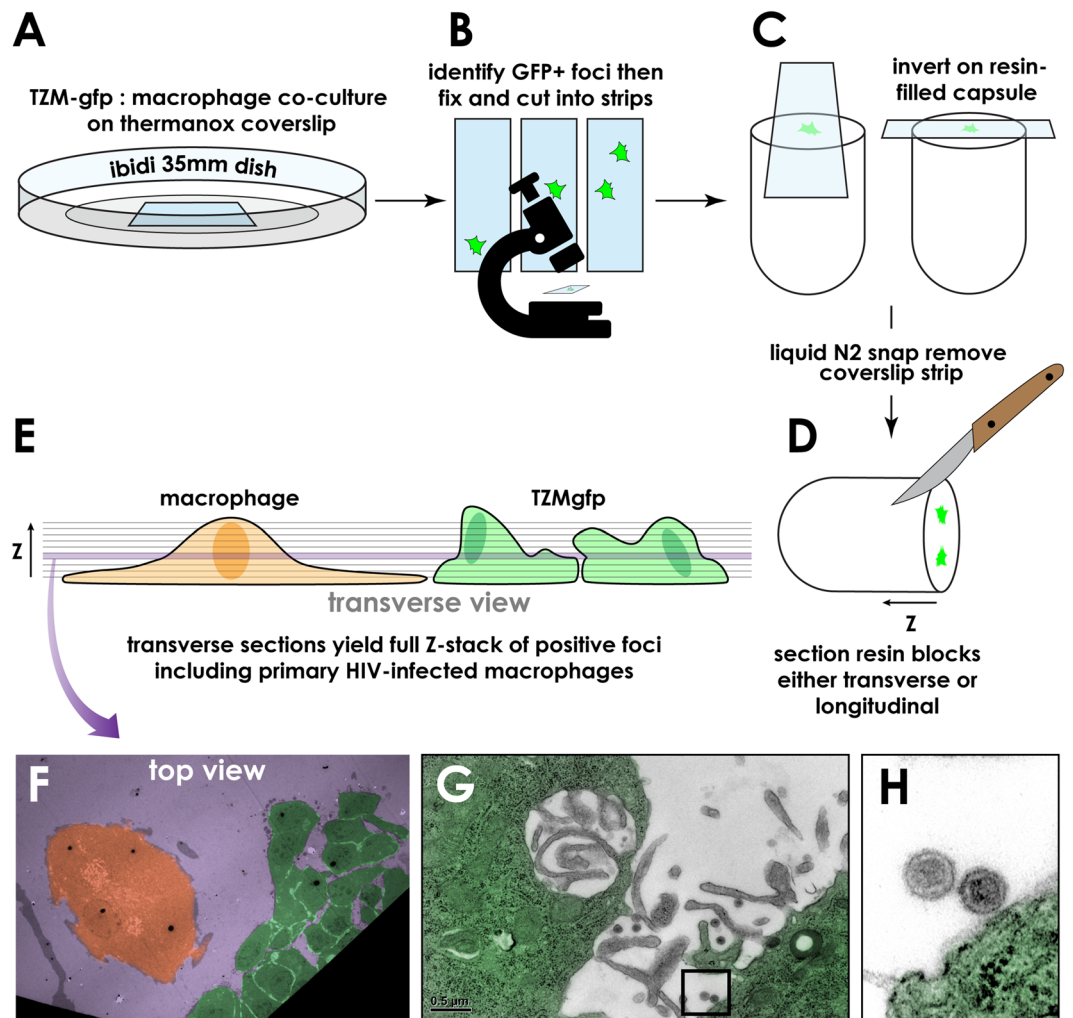 A
TZM-gfp : macrophage co-culture
on thermanox coverslip
ibidi 35mm dish
B
identify GFP+ foci then
fix and cut into strips
C
invert on resin-
filled capsule
liquid N2 snap remove
coverslip strip
D
Z
section resin blocks
either transverse or
longitudinal
E
macrophage
TZMgfp
Z
transverse view
transverse sections yield full Z-stack of positive foci
including primary HIV-infected macrophages
F
top view
G
0.5 µm
H